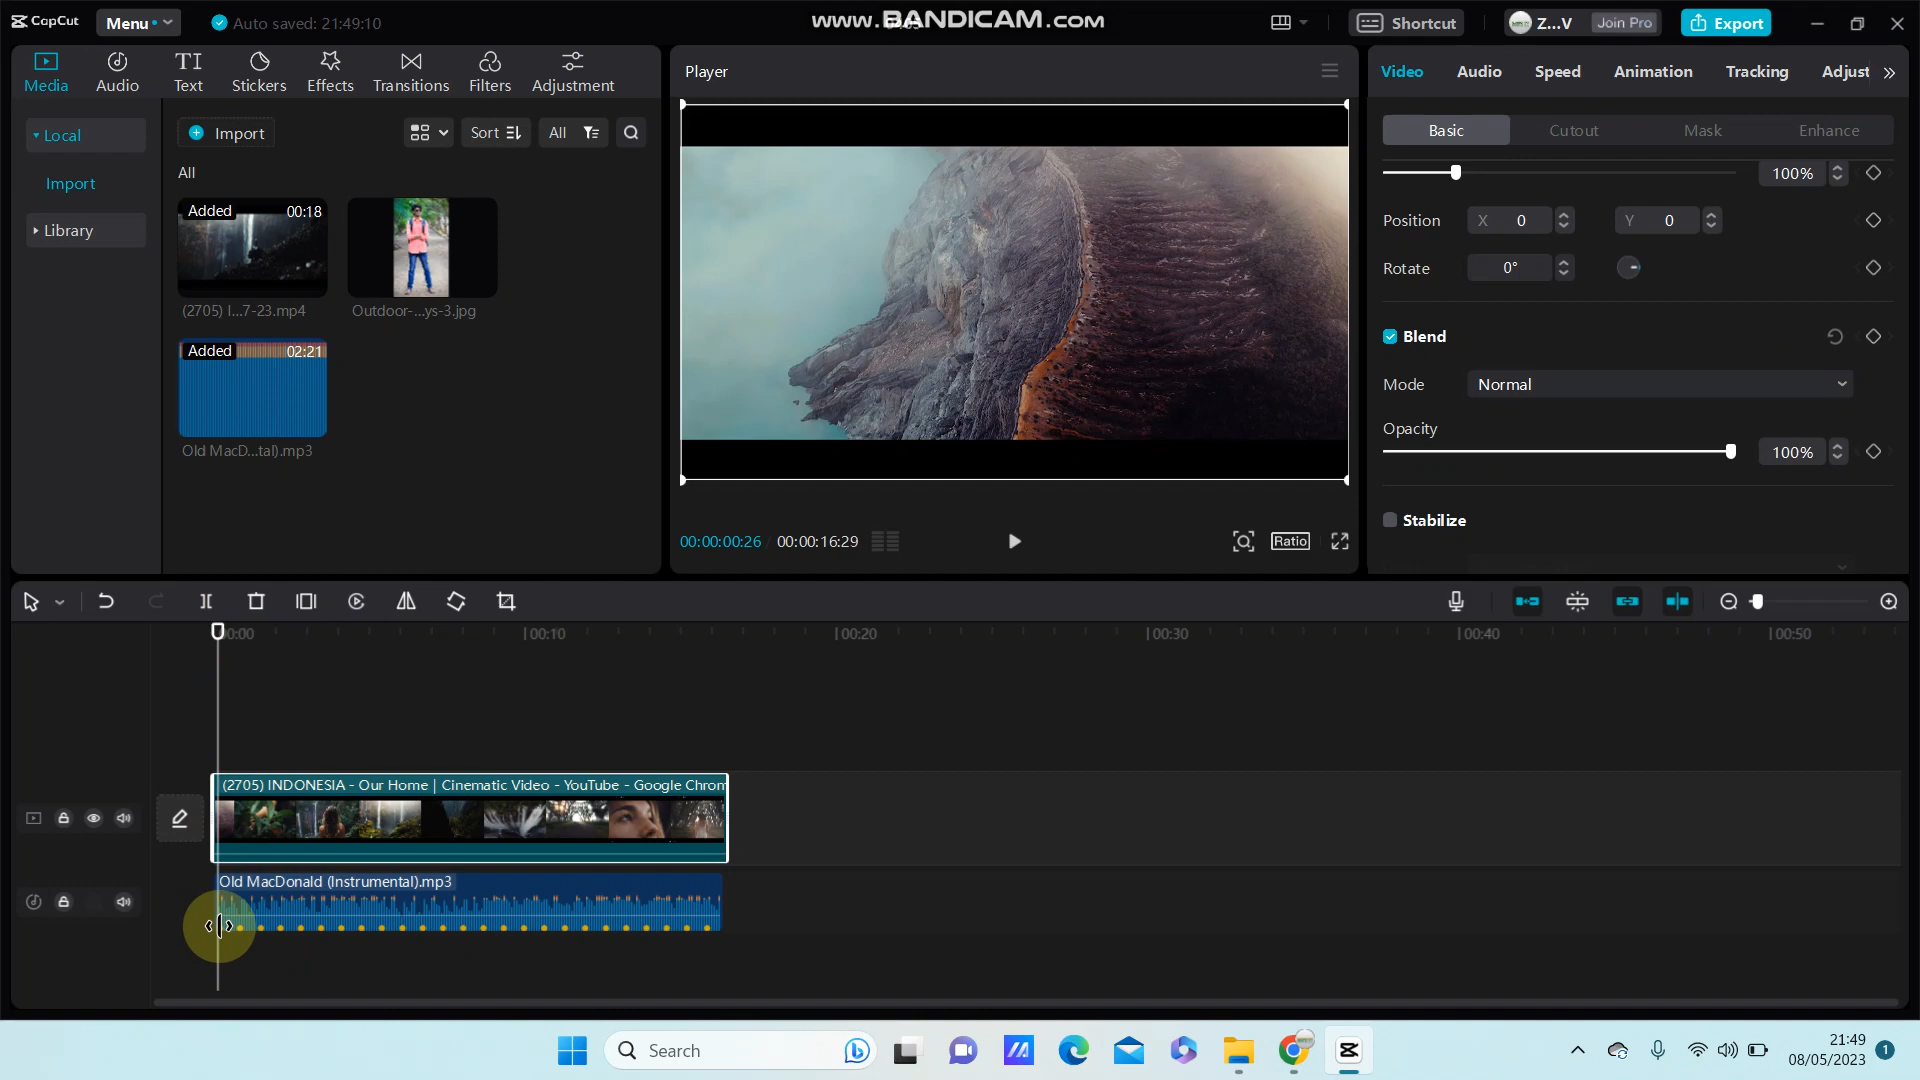 CapCut
Menu
Auto saved: 21:49:10
www.BANDICAM.com
Shortcut
Z...V
Join Pro
Export
Media
Audio
Text
Stickers
Effects
Transitions
Filters
Adjustment
Local
Import
Library
Import
Sort
All
All
Added
00:18
(2705) I...7-23.mp4
Outdoor-...ys-3.jpg
Added
02:21
Old MacD...tal).mp3
Player
00:00:00:26
00:00:16:29
Ratio
Video
Audio
Speed
Animation
Tracking
Adjust
Basic
Cutout
Mask
Enhance
100%
Position
X 0
Y 0
Rotate
0°
Blend
Mode
Normal
Opacity
100%
Stabilize
00:00
00:10
00:20
00:30
00:40
00:50
(2705) INDONESIA - Our Home | Cinematic Video - YouTube - Google Chrom
Old MacDonald (Instrumental).mp3
Search
21:49
08/05/2023
1